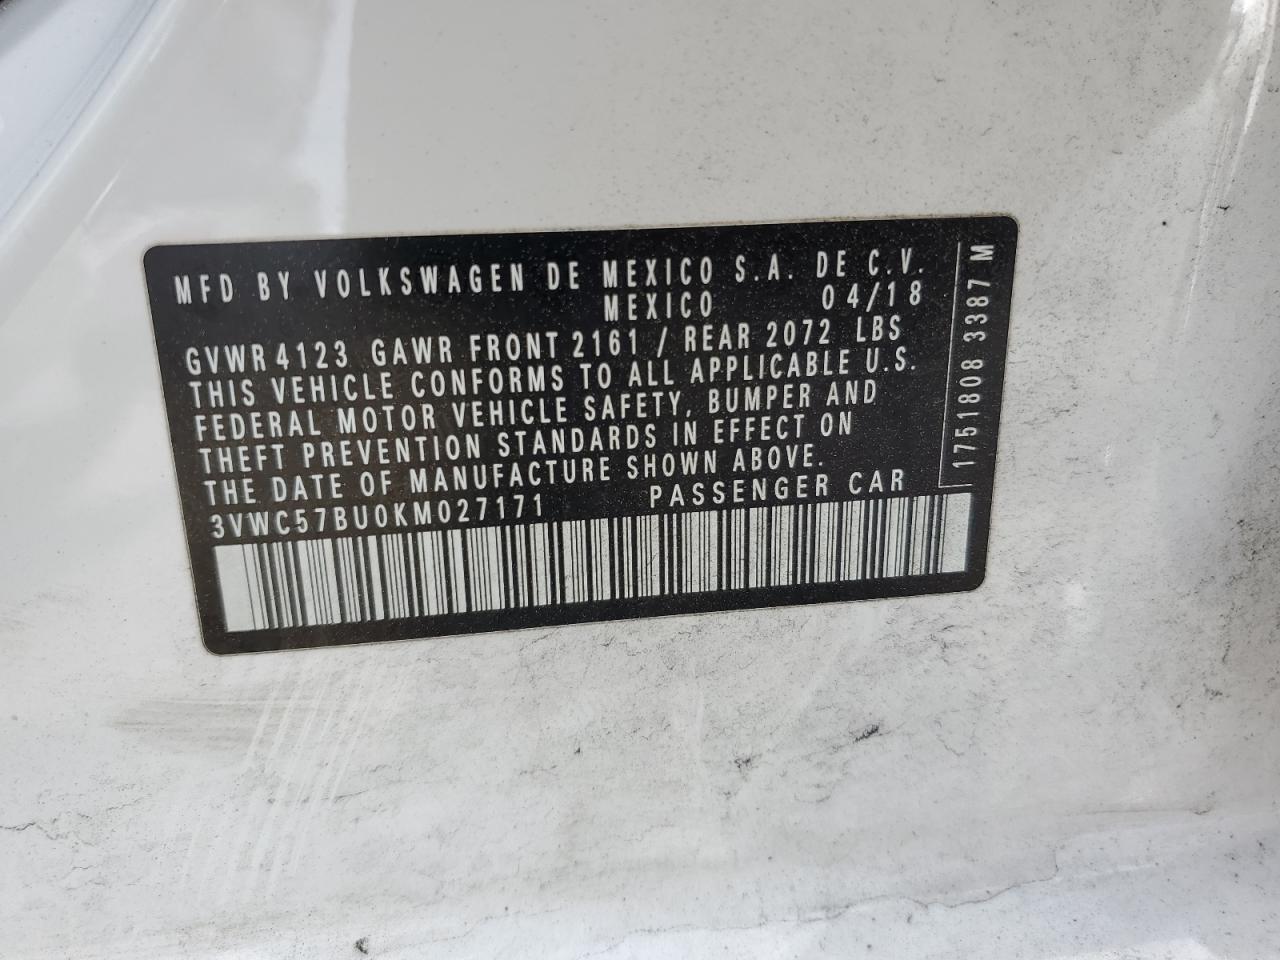 MFD BY VOLKSWAGEN DE MEXICO S.A. DE C.V.
MEXICO 04/18
GVWR 4123 GAWR FRONT 2161 / REAR 2072 LBS
THIS VEHICLE CONFORMS TO ALL APPLICABLE U.S.
FEDERAL MOTOR VEHICLE SAFETY, BUMPER AND
THEFT PREVENTION STANDARDS IN EFFECT ON
THE DATE OF MANUFACTURE SHOWN ABOVE.
3VWC57BU0KM027171 PASSENGER CAR
1751808 3387 M